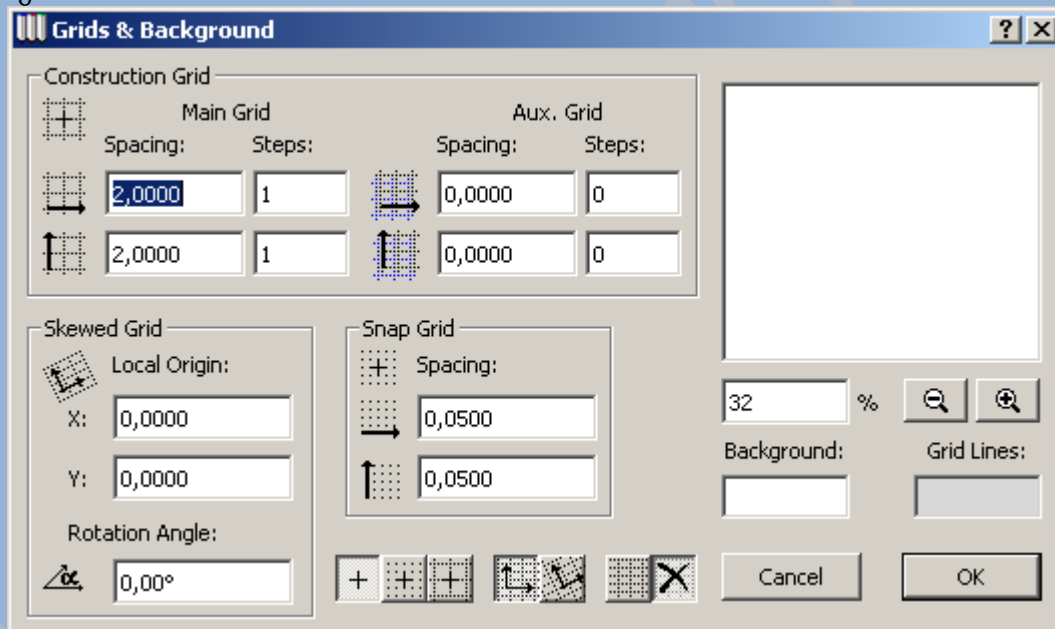 Grids & Background
Construction Grid
Main Grid
Aux. Grid
Spacing:
Steps:
Spacing:
Steps:
2,0000
1
0,0000
0
2,0000
1
0,0000
0
Skewed Grid
Local Origin:
X:
0,0000
Y:
0,0000
Rotation Angle:
α
0,00°
Snap Grid
Spacing:
0,0500
0,0500
32
%
Background:
Grid Lines:
Cancel
OK